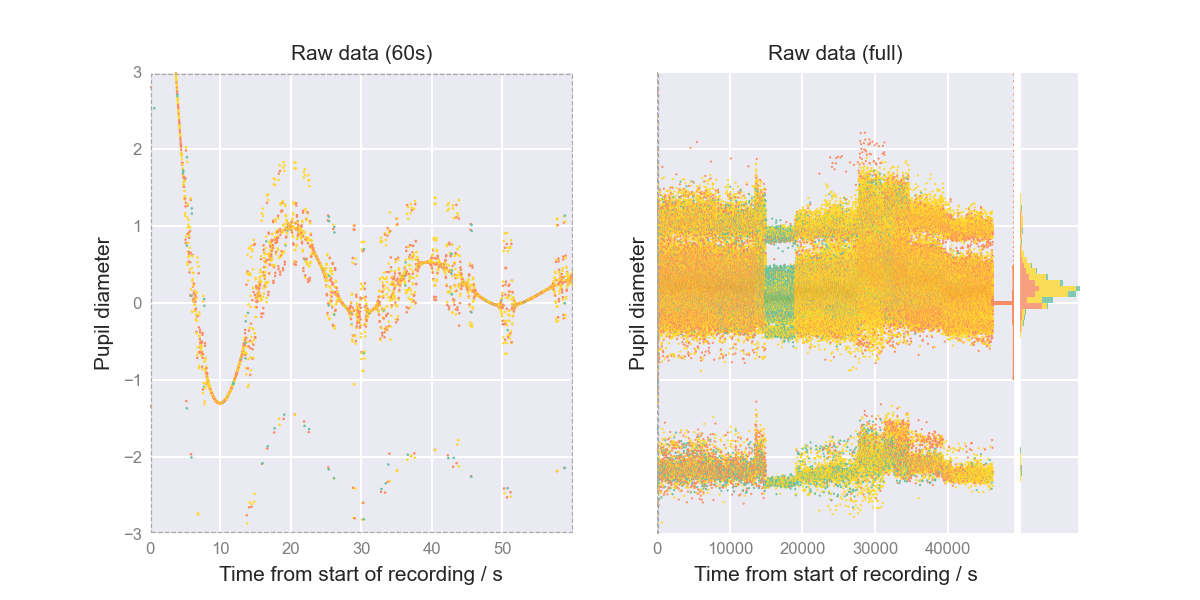 Raw data (60s)
3
2
1
0
−1
−2
−3
Pupil diameter
0 10 20 30 40 50
Time from start of recording / s
Raw data (full)
Pupil diameter
0 10000 20000 30000 40000
Time from start of recording / s